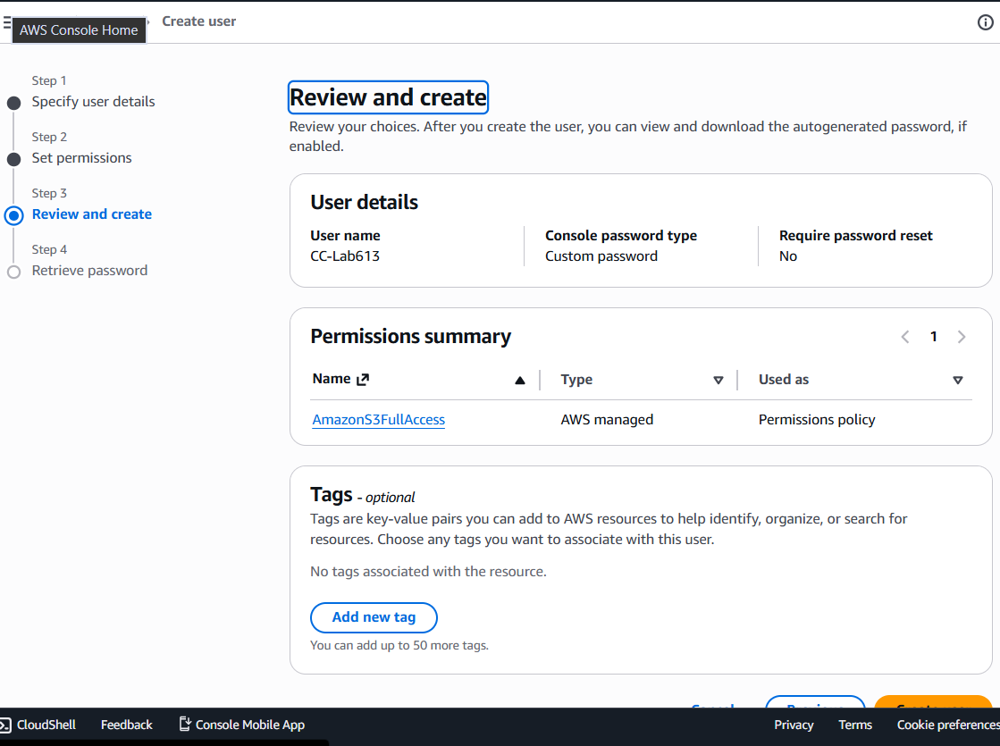 AWS Console Home
Create user
Step 1
Specify user details
Step 2
Set permissions
Step 3
Review and create
Step 4
Retrieve password
Review and create
Review your choices. After you create the user, you can view and download the autogenerated password, if
enabled.
User details
User name
CC-Lab613
Console password type
Custom password
Require password reset
No
Permissions summary
1
Name
Type
Used as
AmazonS3FullAccess
AWS managed
Permissions policy
Tags - optional
Tags are key-value pairs you can add to AWS resources to help identify, organize, or search for
resources. Choose any tags you want to associate with this user.
No tags associated with the resource.
Add new tag
You can add up to 50 more tags.
Cancel
Previous
Create user
CloudShell
Feedback
Console Mobile App
Privacy
Terms
Cookie preferences